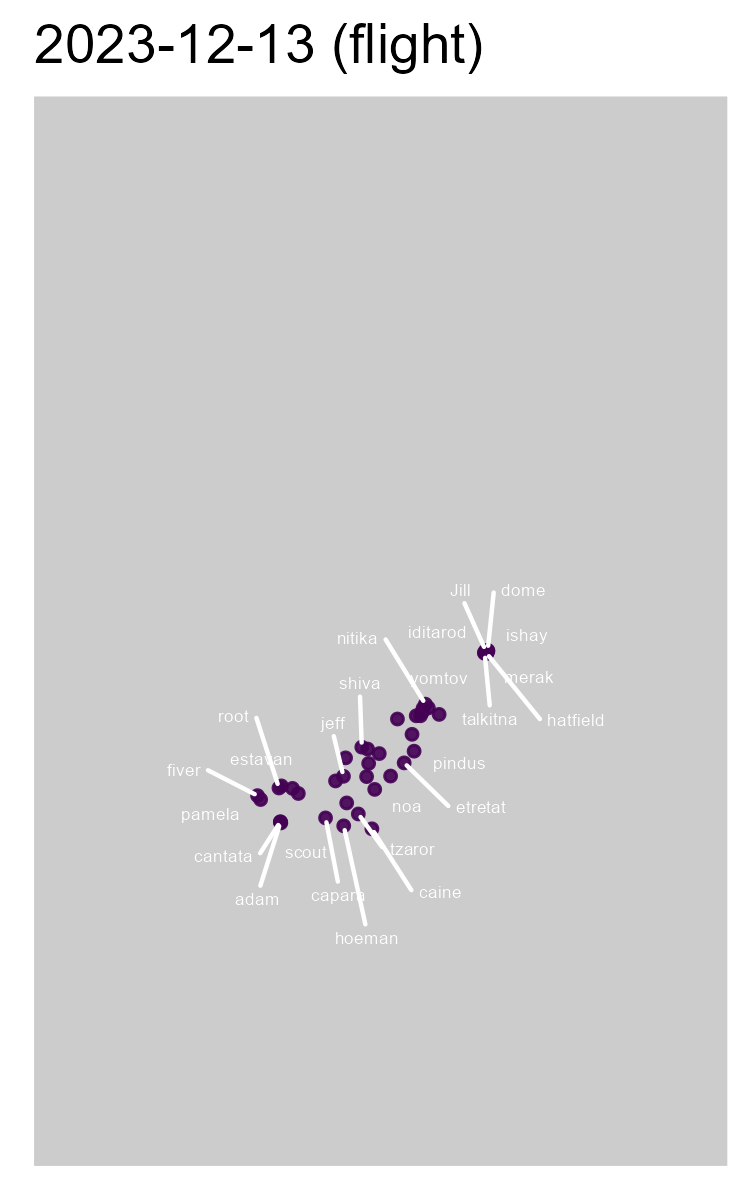 2023-12-13 (flight)
Jill
dome
iditarod
ishay
nitika
yomtov
merak
shiva
talkitna
hatfield
root
jeff
estavan
pindus
fiver
pamela
noa
etretat
cantata
scout
tzaror
adam
capara
caine
hoeman